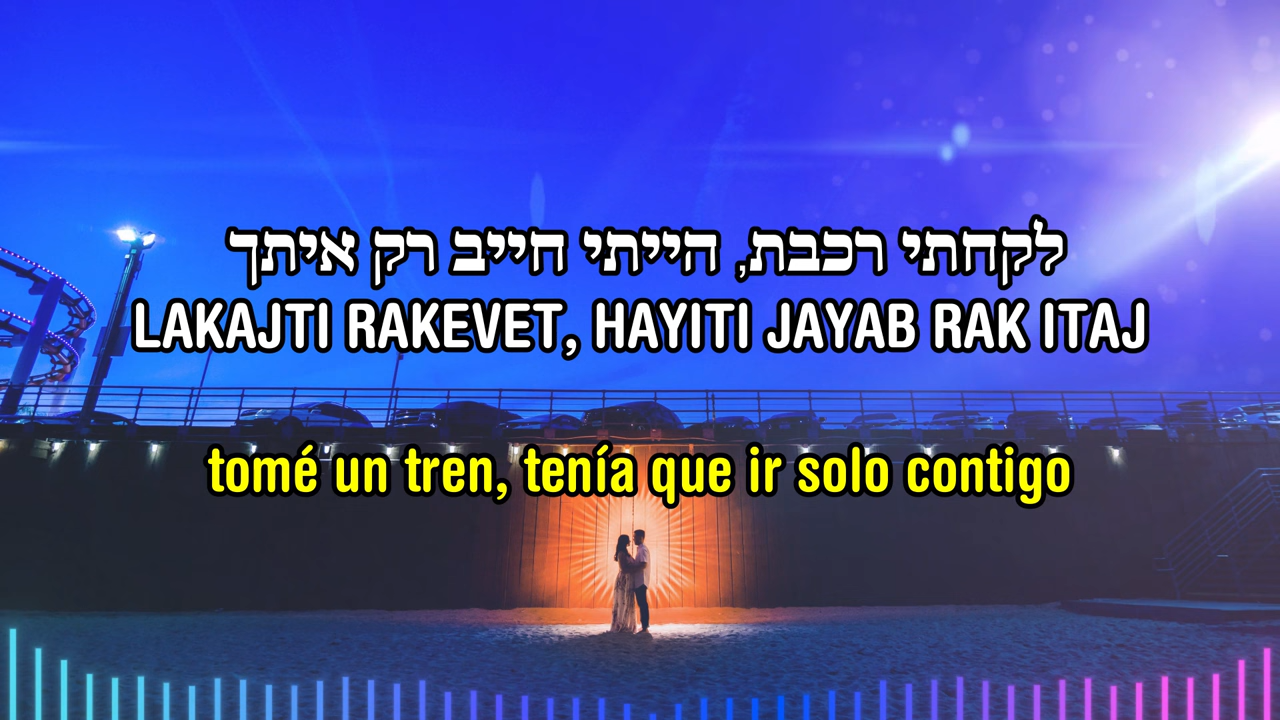 לקחתי רכבת, הייתי חייב רק איתך
LAKAJTI RAKEVET, HAYITI JAYAB RAK ITAJ
tomé un tren, tenía que ir solo contigo